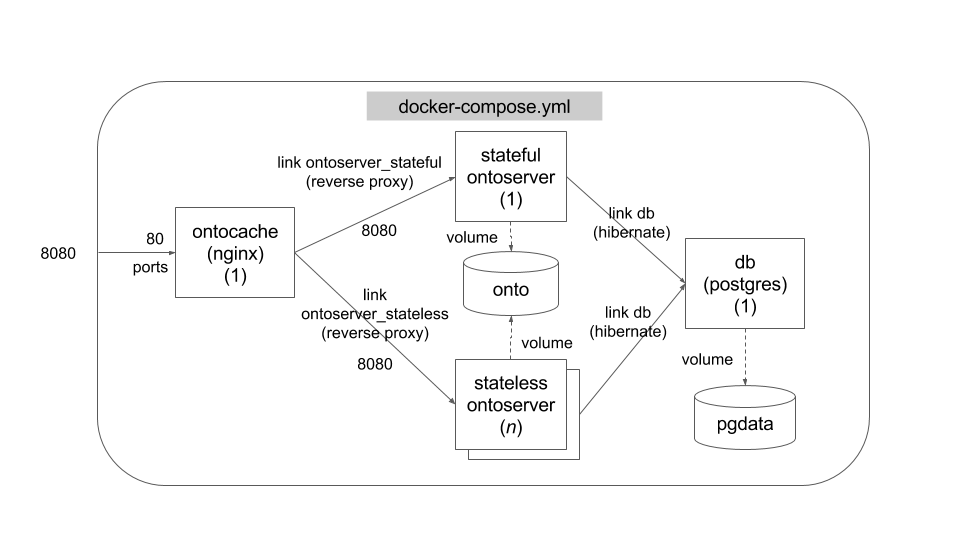 docker-compose.yml
link ontoserver_stateful
(reverse proxy)
stateful
ontoserver
(1)
8080
80
ports
ontocache
(nginx)
(1)
8080
volume
onto
link db
(hibernate)
db
(postgres)
(1)
link
ontoserver_stateless
(reverse proxy)
8080
volume
link db
(hibernate)
stateless
ontoserver
(n)
volume
pgdata